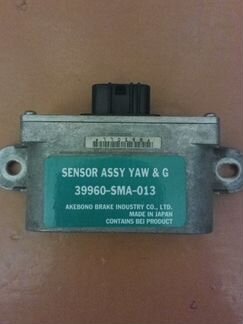 SENSOR ASSY YAW & G
39960-SMA-013
AKEBONO BRAKE INDUSTRY CO., LTD.
MADE IN JAPAN
CONTAINS BEI PRODUCT